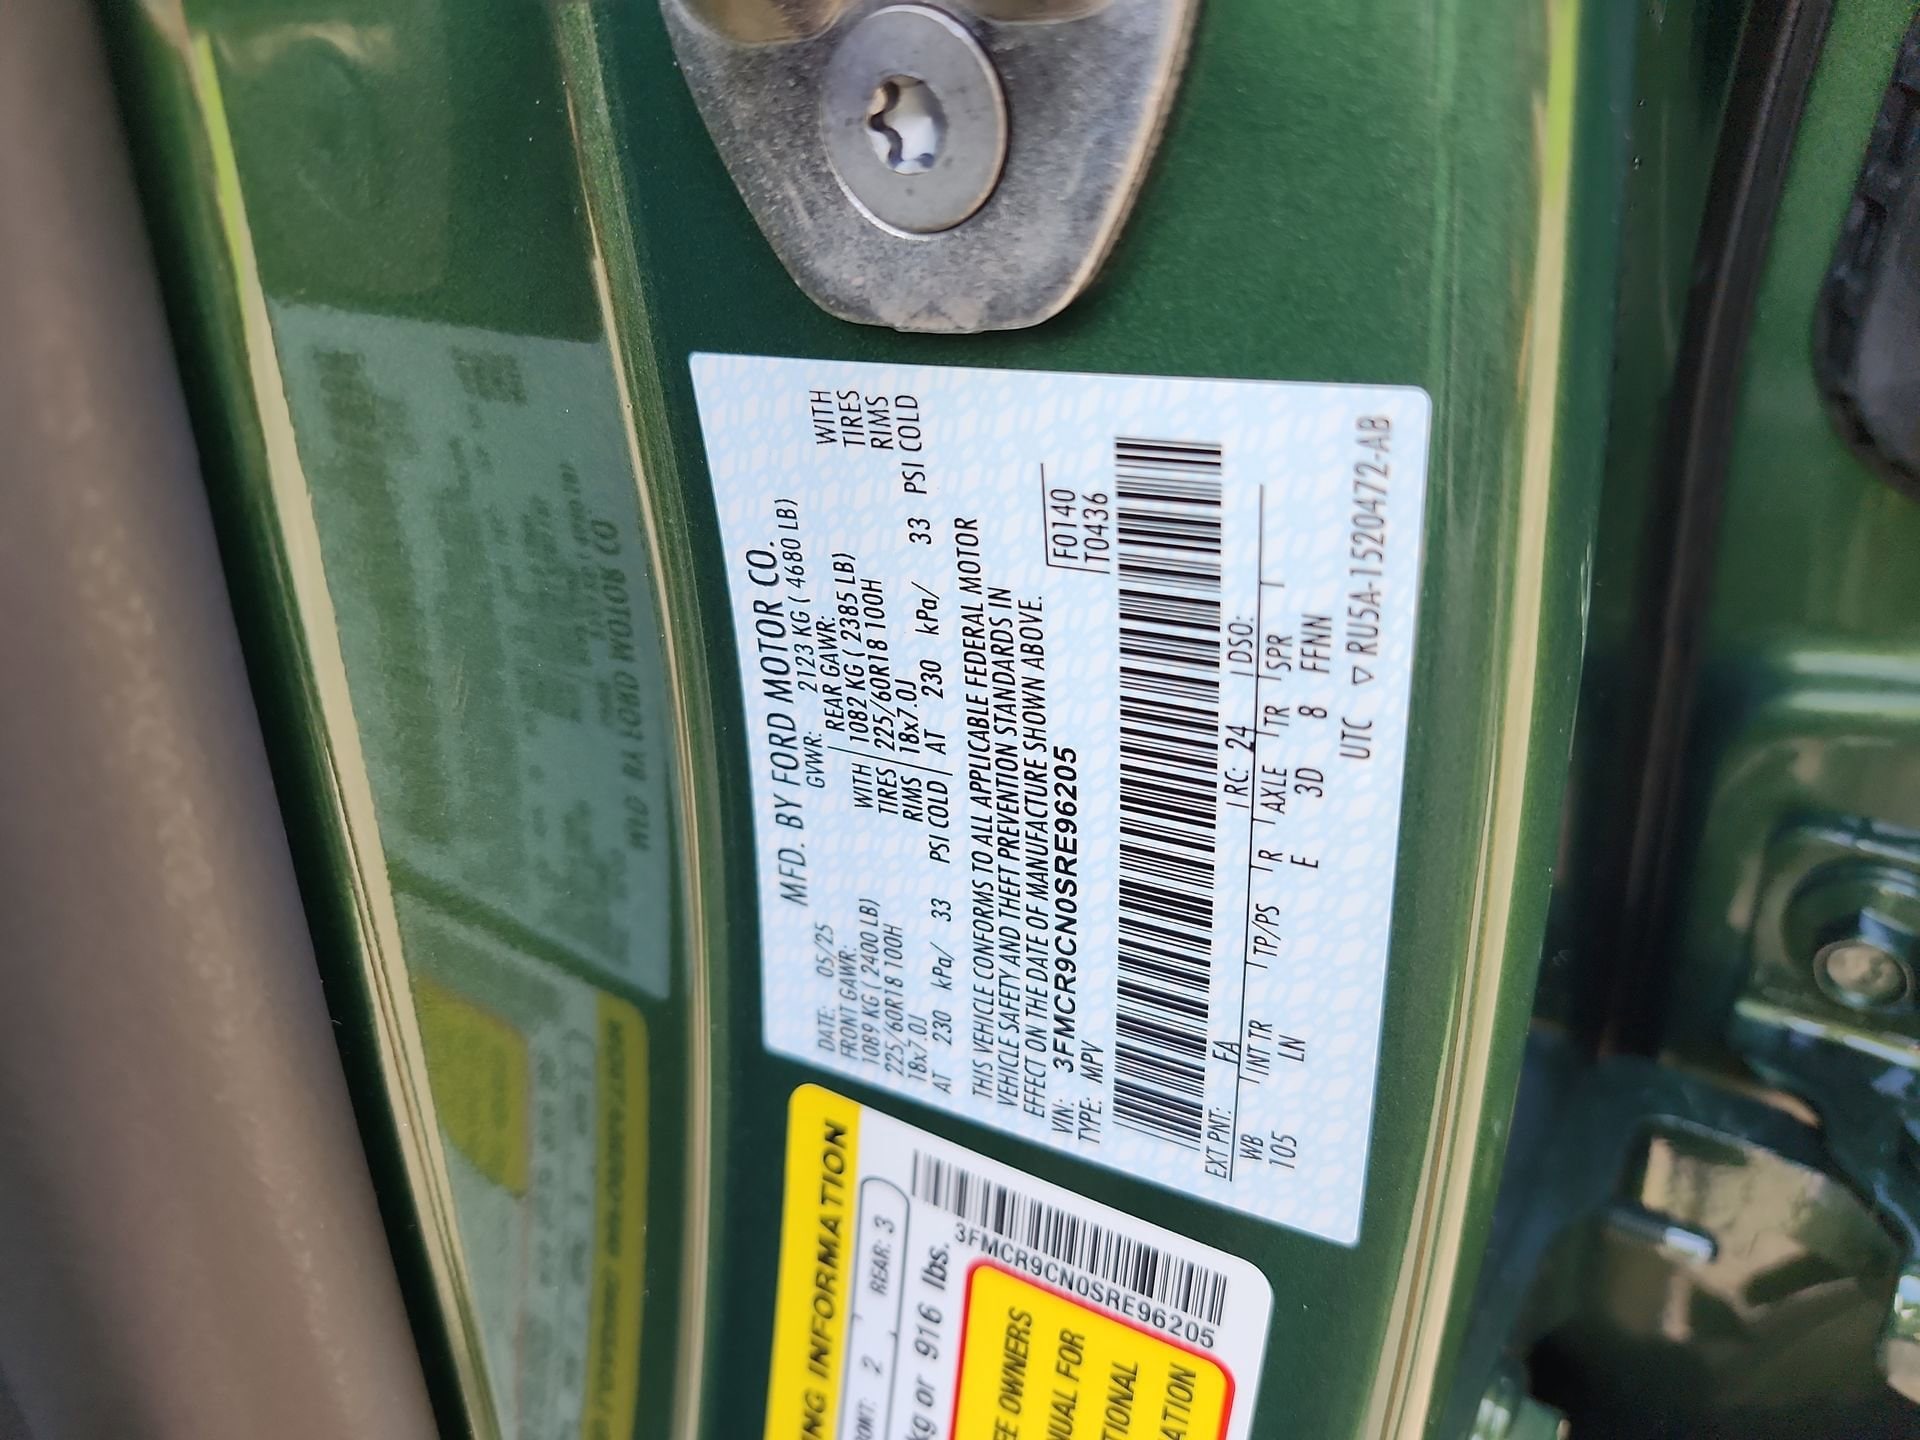 MFD. BY FORD MOTOR CO.
DATE: 05/25 GVWR: 2123 KG ( 4680 LB)
FRONT GAWR: REAR GAWR:
1089 KG ( 2400 LB) WITH 1082 KG ( 2385 LB) WITH
225/60R18 100H TIRES 225/60R18 100H TIRES
18x7.0J RIMS 18x7.0J RIMS
AT 230 kPa/ 33 PSI COLD AT 230 kPa/ 33 PSI COLD
THIS VEHICLE CONFORMS TO ALL APPLICABLE FEDERAL MOTOR
VEHICLE SAFETY AND THEFT PREVENTION STANDARDS IN
EFFECT ON THE DATE OF MANUFACTURE SHOWN ABOVE.
VIN: 3FMCR9CN0SRE96205 F0140
TYPE: MPV T0436
EXT PNT: FA RC: 24 DSO:
WB INT TR TP/PS R AXLE TR SPR
105 LN E 3D 8 FFNN
UTC ▽ RU5A-1520472-AB
ING INFORMATION
RONT: 2 REAR: 3
kg or 916 lbs.
3FMCR9CN0SRE96205
EE OWNERS
NUAL FOR
TIONAL
ATION